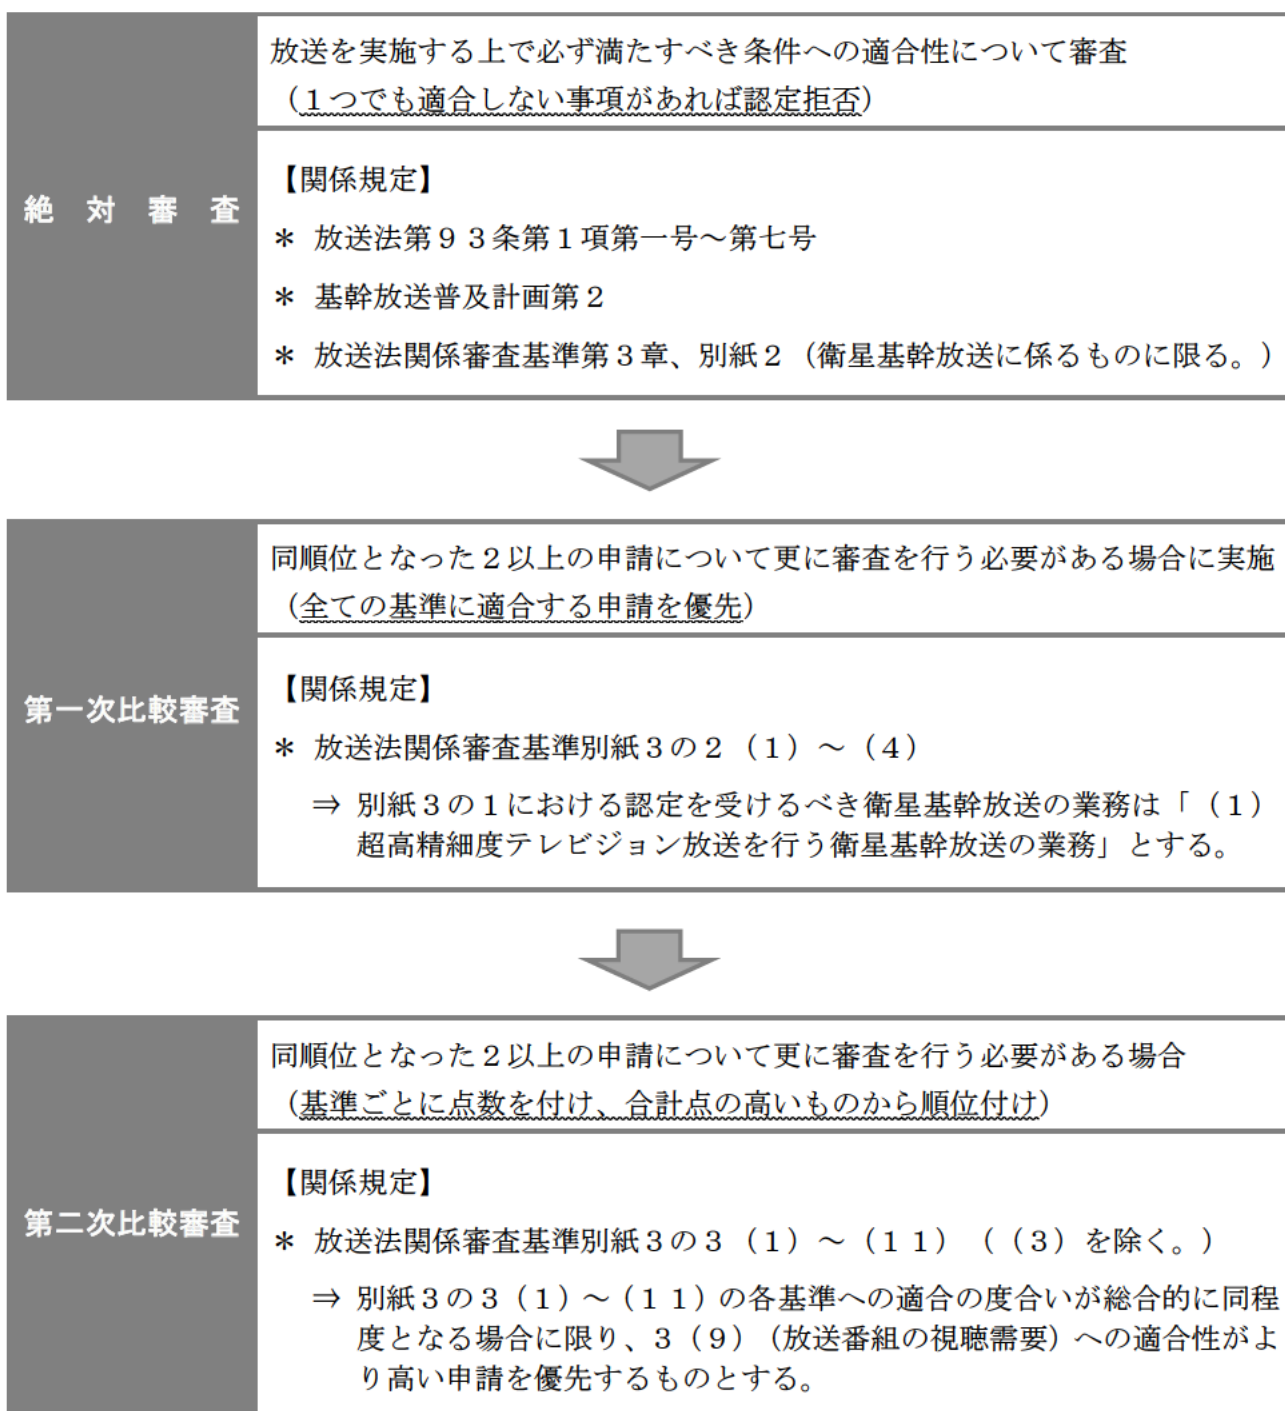 絶対審査
放送を実施する上で必ず満たすべき条件への適合性について審査
（１つでも適合しない事項があれば認定拒否）
【関係規定】
＊ 放送法第９３条第１項第一号～第七号
＊ 基幹放送普及計画第２
＊ 放送法関係審査基準第３章、別紙２（衛星基幹放送に係るものに限る。）
第一次比較審査
同順位となった２以上の申請について更に審査を行う必要がある場合に実施
（全ての基準に適合する申請を優先）
【関係規定】
＊ 放送法関係審査基準別紙３の２（１）～（４）
⇒ 別紙３の１における認定を受けるべき衛星基幹放送の業務は「（１）
超高精細度テレビジョン放送を行う衛星基幹放送の業務」とする。
第二次比較審査
同順位となった２以上の申請について更に審査を行う必要がある場合
（基準ごとに点数を付け、合計点の高いものから順位付け）
【関係規定】
＊ 放送法関係審査基準別紙３の３（１）～（１１）（（３）を除く。）
⇒ 別紙３の３（１）～（１１）の各基準への適合の度合いが総合的に同程
度となる場合に限り、３（９）（放送番組の視聴需要）への適合性がよ
り高い申請を優先するものとする。